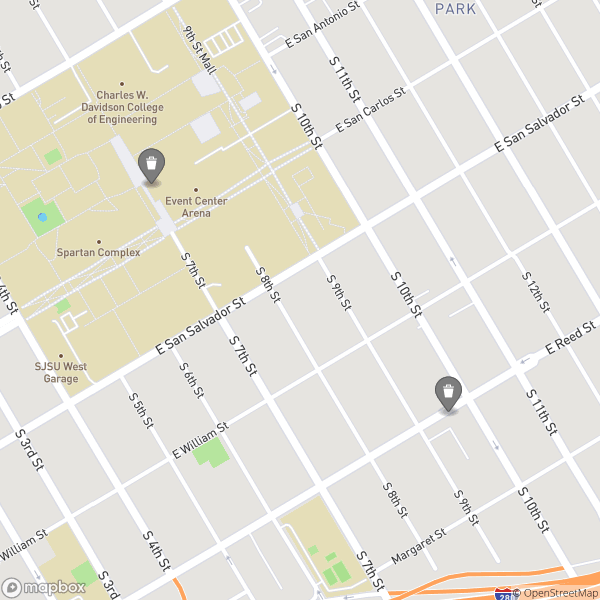 PARK
E San Antonio St
9th St Mall
S 11th St
Charles W.
Davidson College
of Engineering
S 10th St
E San Carlos St
E San Salvador St
Event Center
Arena
Spartan Complex
S 7th St
S 8th St
S 9th St
S 10th St
S 12th St
4th St
E San Salvador St
E Reed St
SJSU West
Garage
S 7th St
S 6th St
S 5th St
S 11th St
E William St
S 3rd St
S 8th St
S 9th St
S 10th St
William St
S 4th St
Margaret St
S 7th St
S 3rd
mapbox
280
© OpenStreetMap